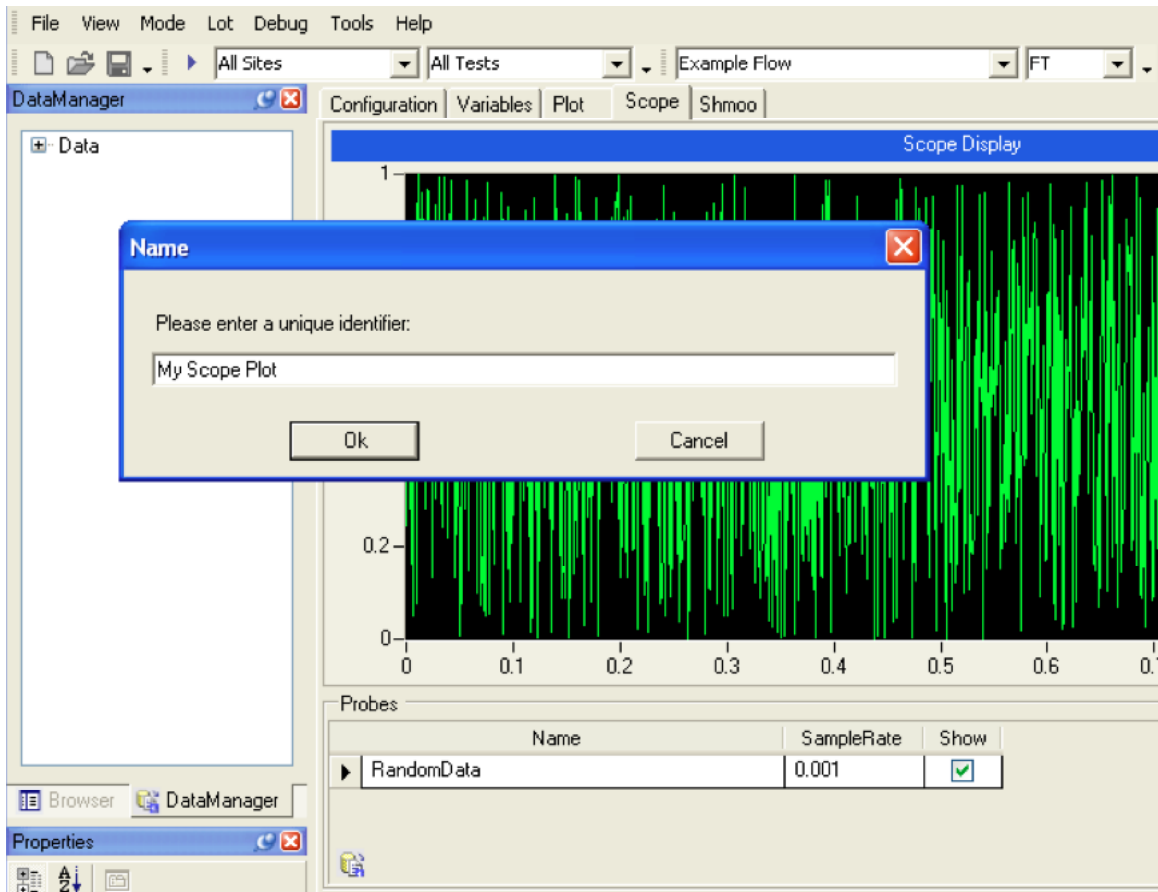 File View Mode Lot Debug Tools Help
All Sites All Tests Example Flow FT
DataManager
Configuration Variables Plot Scope Shmoo
Data
Scope Display
1
Name
Please enter a unique identifier:
My Scope Plot
Ok Cancel
0.2
0
0 0.1 0.2 0.3 0.4 0.5 0.6 0.
Probes
Name SampleRate Show
RandomData 0.001
Browser DataManager
Properties